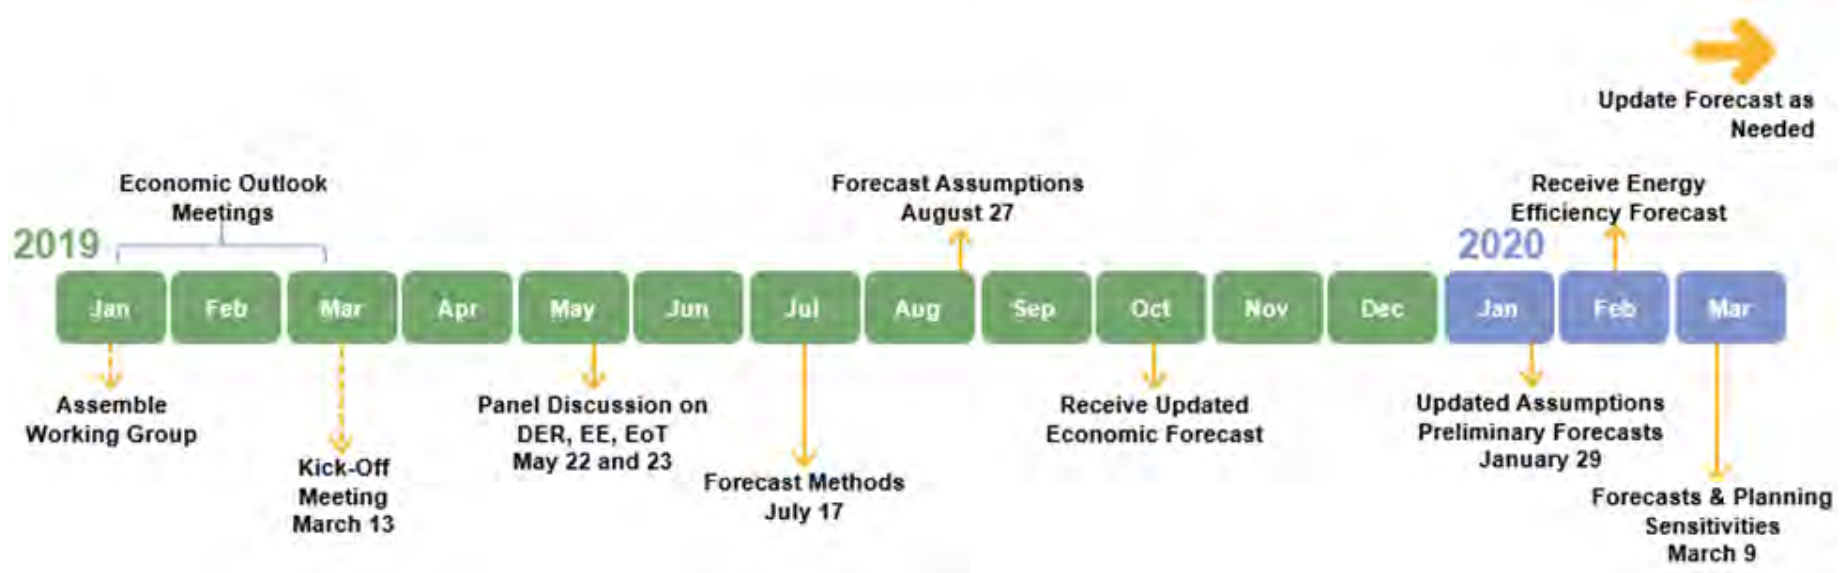 Update Forecast as
Needed
Economic Outlook
Meetings
Forecast Assumptions
August 27
Receive Energy
Efficiency Forecast
2019
2020
Jan Feb Mar Apr May Jun Jul Aug Sep Oct Nov Dec Jan Feb Mar
Assemble
Working Group
Kick-Off
Meeting
March 13
Panel Discussion on
DER, EE, EoT
May 22 and 23
Forecast Methods
July 17
Receive Updated
Economic Forecast
Updated Assumptions
Preliminary Forecasts
January 29
Forecasts & Planning
Sensitivities
March 9